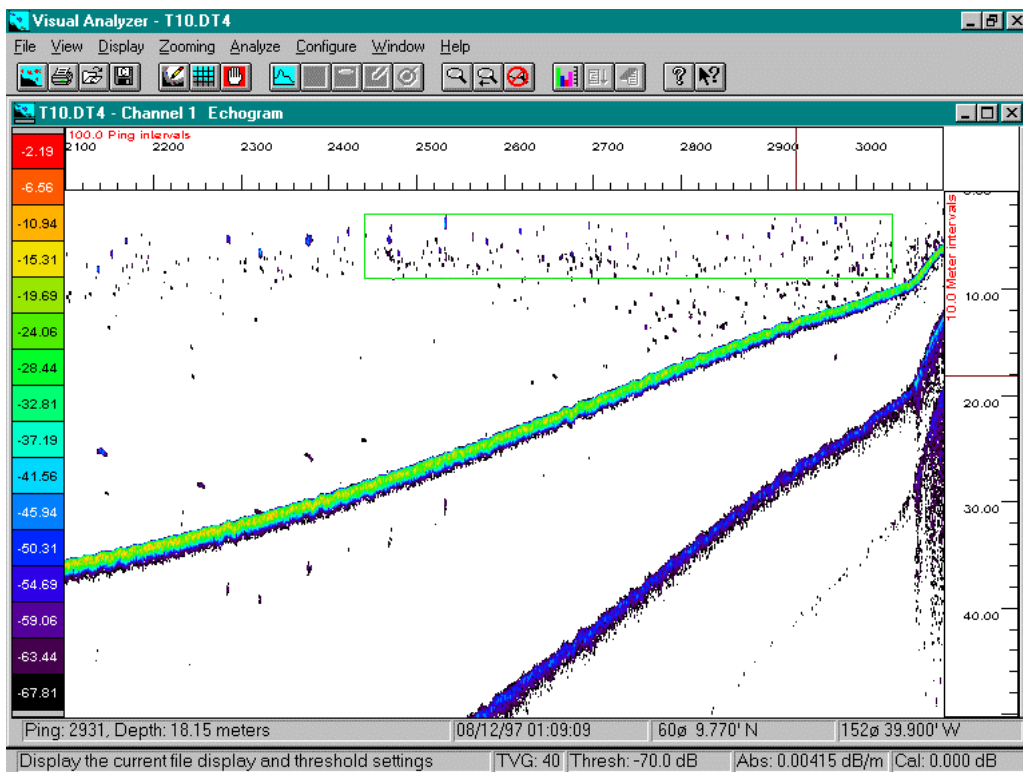 Visual Analyzer - T10.DT4
File View Display Zooming Analyze Configure Window Help
T10.DT4 - Channel 1 Echogram
100.0 Ping intervals
2100 2200 2300 2400 2500 2600 2700 2800 2900 3000
-2.19
-6.56
-10.94
-15.31
-19.69
-24.06
-28.44
-32.81
-37.19
-41.56
-45.94
-50.31
-54.69
-59.06
-63.44
-67.81
10.0 Meter intervals
0.00
10.00
20.00
30.00
40.00
Ping: 2931, Depth: 18.15 meters 08/12/97 01:09:09 60ø 9.770' N 152ø 39.900' W
Display the current file display and threshold settings TVG: 40 Thresh: -70.0 dB Abs: 0.00415 dB/m Cal: 0.000 dB